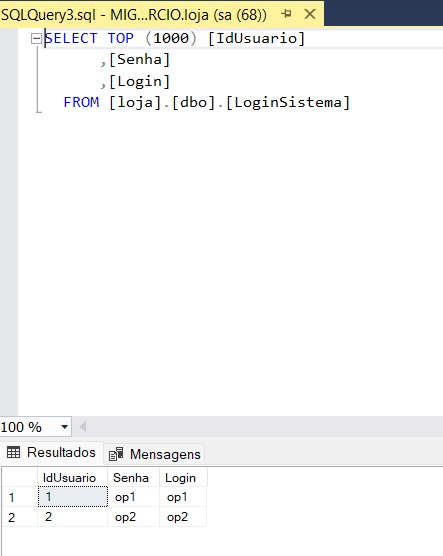 SQLQuery3.sql - MIG...RCIO.loja (sa (68))
SELECT TOP (1000) [IdUsuario]
,[Senha]
,[Login]
FROM [loja].[dbo].[LoginSistema]
100 %
Resultados Mensagens
IdUsuario Senha Login
1 1 op1 op1
2 2 op2 op2